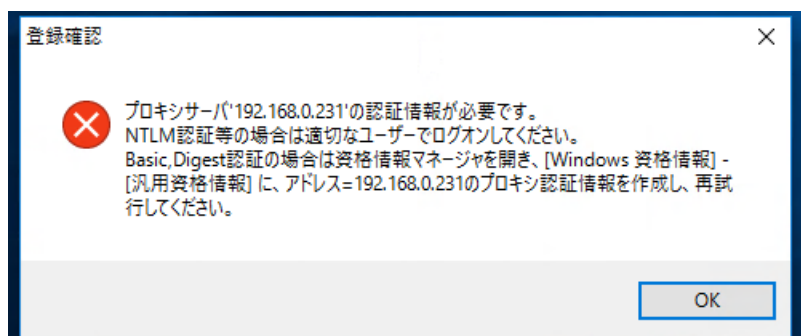 登録確認
プロキシサーバ'192.168.0.231'の認証情報が必要です。
NTLM認証等の場合は適切なユーザーでログオンしてください。
Basic,Digest認証の場合は資格情報マネージャを開き、[Windows 資格情報] -
[汎用資格情報] に、アドレス=192.168.0.231のプロキシ認証情報を作成し、再試
行してください。
OK